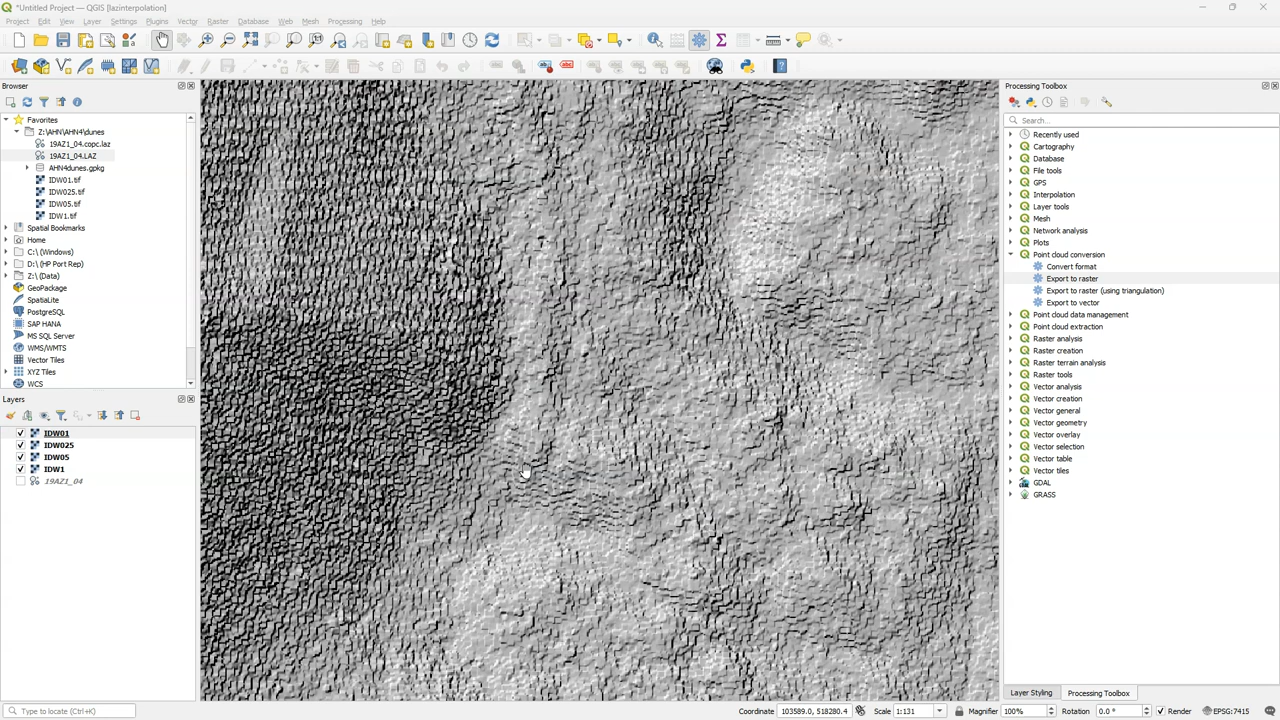 *Untitled Project — QGIS [lazinterpolation]
Project Edit View Layer Settings Plugins Vector Raster Database Web Mesh Processing Help
Browser
Favorites
Z:\AHN\AHN4\dunes
19AZ1_04.copc.laz
19AZ1_04.LAZ
AHN4dunes.gpkg
IDW01.tif
IDW025.tif
IDW05.tif
IDW1.tif
Spatial Bookmarks
Home
C:\ (Windows)
D:\ (HP Port Rep)
Z:\ (Data)
GeoPackage
SpatiaLite
PostgreSQL
SAP HANA
MS SQL Server
WMS/WMTS
Vector Tiles
XYZ Tiles
WCS
Layers
IDW01
IDW025
IDW05
IDW1
19AZ1_04
Processing Toolbox
Search...
Recently used
Cartography
Database
File tools
GPS
Interpolation
Layer tools
Mesh
Network analysis
Plots
Point cloud conversion
Convert format
Export to raster
Export to raster (using triangulation)
Export to vector
Point cloud data management
Point cloud extraction
Raster analysis
Raster creation
Raster terrain analysis
Raster tools
Vector analysis
Vector creation
Vector general
Vector geometry
Vector overlay
Vector selection
Vector table
Vector tiles
GDAL
GRASS
Layer Styling Processing Toolbox
Type to locate (Ctrl+K) Coordinate 103589.0, 518280.4 Scale 1:131 Magnifier 100% Rotation 0.0 ° Render EPSG:7415